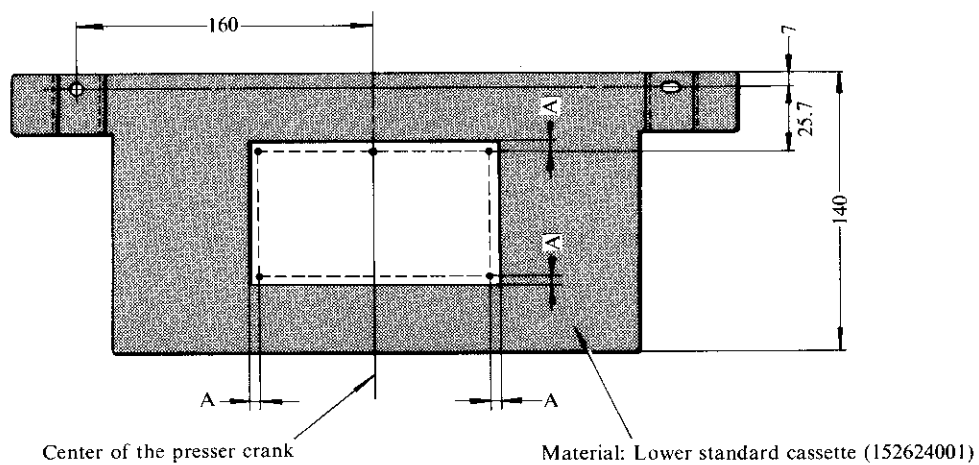 160
7
A
25.7
A
140
A
A
Center of the presser crank
Material: Lower standard cassette (152624001)